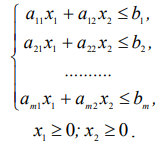 a₁₁x₁ + a₁₂x₂ ≤ b₁,
a₂₁x₁ + a₂₂x₂ ≤ b₂,
..........
aₘ₁x₁ + aₘ₂x₂ ≤ bₘ,
x₁ ≥ 0; x₂ ≥ 0.